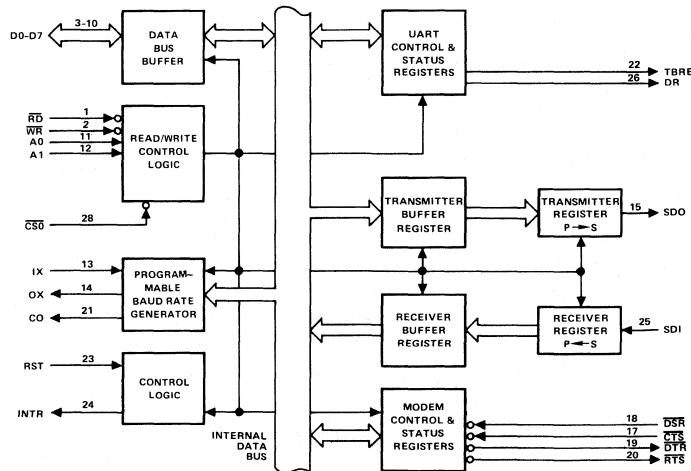 D0-D7
3-10
DATA
BUS
BUFFER
UART
CONTROL &
STATUS
REGISTERS
22
TBRE
26
DR
RD
1
WR
2
A0
11
A1
12
READ/WRITE
CONTROL
LOGIC
CS0
28
TRANSMITTER
BUFFER
REGISTER
TRANSMITTER
REGISTER
P → S
15
SDO
IX
13
OX
14
CO
21
PROGRAM-
MABLE
BAUD RATE
GENERATOR
RECEIVER
BUFFER
REGISTER
RECEIVER
REGISTER
P ← S
25
SDI
RST
23
INTR
24
CONTROL
LOGIC
INTERNAL
DATA
BUS
MODEM
CONTROL &
STATUS
REGISTERS
18
DSR
17
CTS
19
DTR
20
RTS